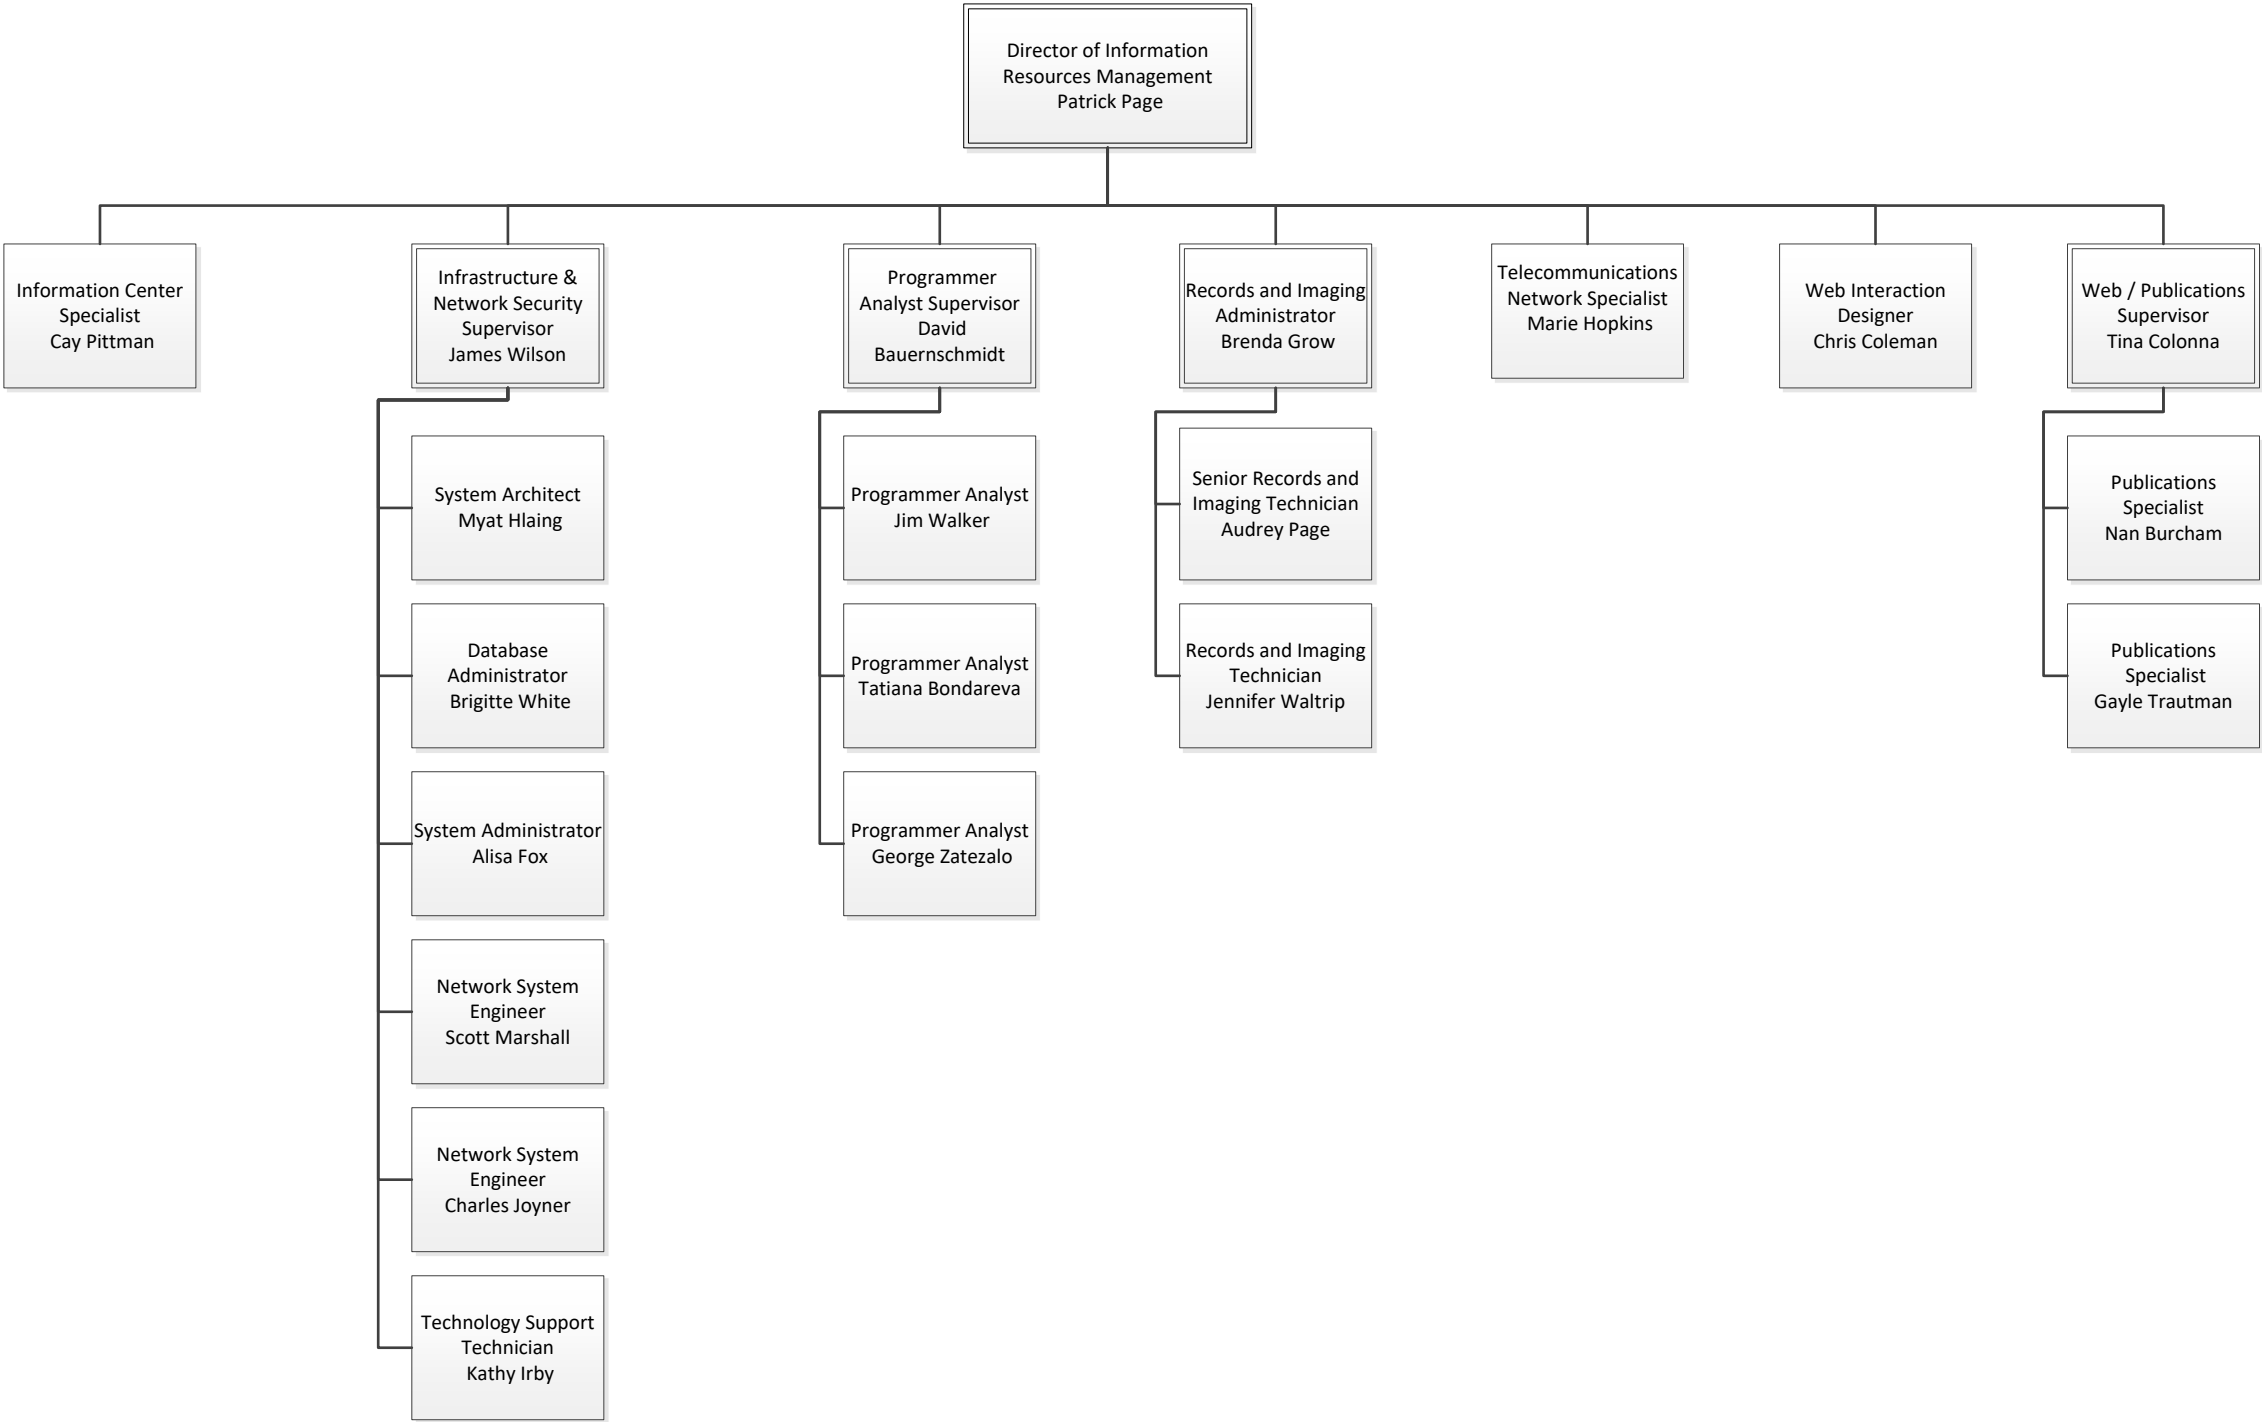 Director of Information
Resources Management
Patrick Page
Information Center
Specialist
Cay Pittman
Infrastructure &
Network Security
Supervisor
James Wilson
Programmer
Analyst Supervisor
David
Bauernschmidt
Records and Imaging
Administrator
Brenda Grow
Telecommunications
Network Specialist
Marie Hopkins
Web Interaction
Designer
Chris Coleman
Web / Publications
Supervisor
Tina Colonna
System Architect
Myat Hlaing
Database
Administrator
Brigitte White
System Administrator
Alisa Fox
Network System
Engineer
Scott Marshall
Network System
Engineer
Charles Joyner
Technology Support
Technician
Kathy Irby
Programmer Analyst
Jim Walker
Programmer Analyst
Tatiana Bondareva
Programmer Analyst
George Zatezalo
Senior Records and
Imaging Technician
Audrey Page
Records and Imaging
Technician
Jennifer Waltrip
Publications
Specialist
Nan Burcham
Publications
Specialist
Gayle Trautman